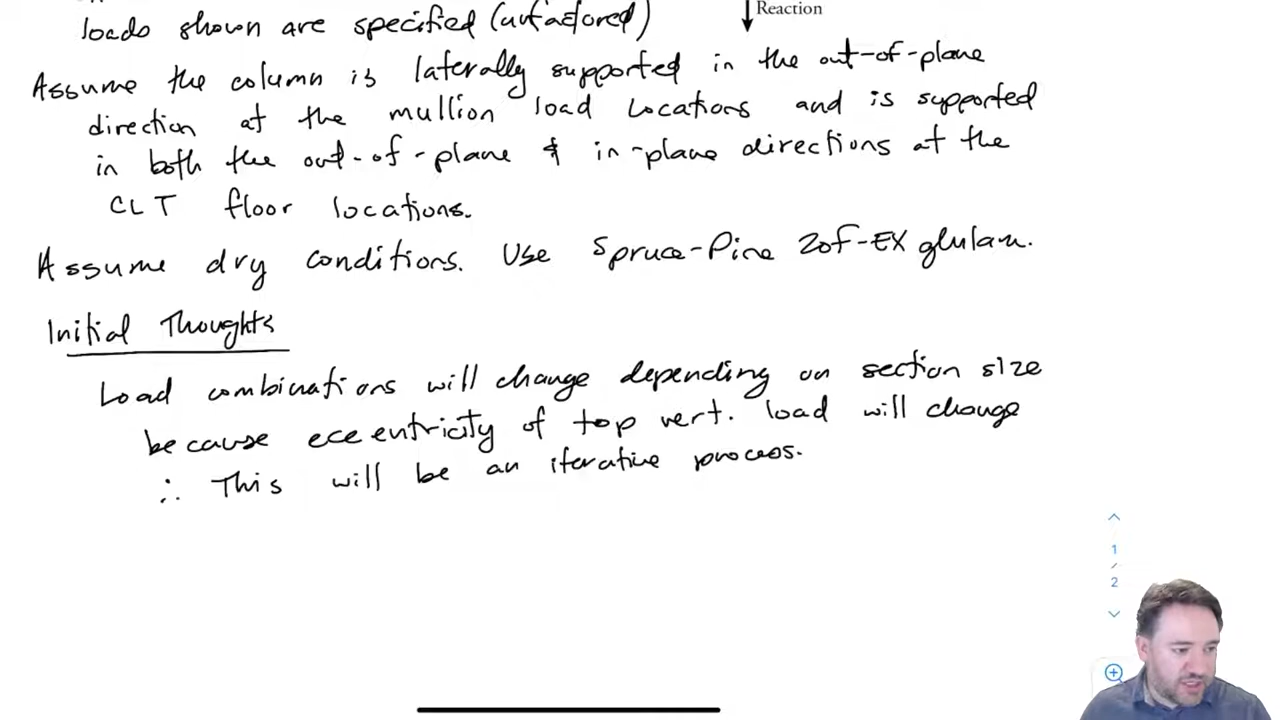 loads shown are specified (unfactored)
Reaction
Assume the column is laterally supported in the out-of-plane
direction at the mullion load locations and is supported
in both the out-of-plane & in-plane directions at the
CLT floor locations.
Assume dry conditions. Use Spruce-Pine 20f-EX glulam.
Initial Thoughts
Load combinations will change depending on section size
because eccentricity of top vert. load will change
∴ This will be an iterative process.
1
/
2